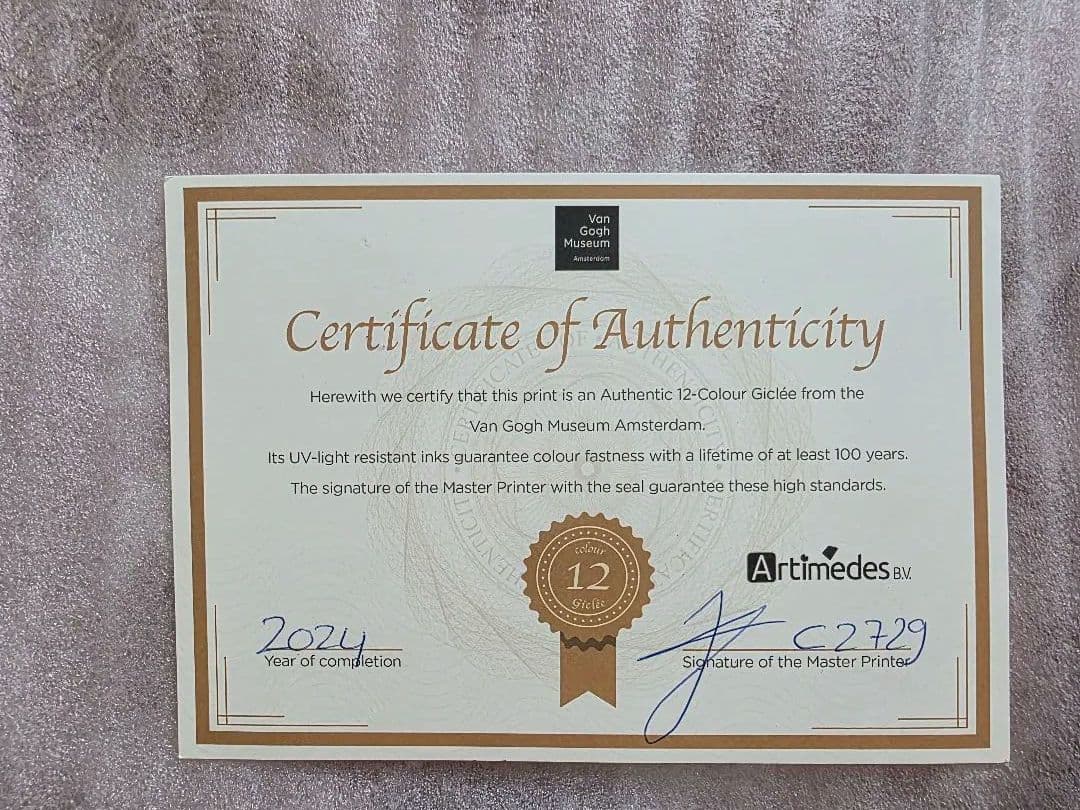 Van
Gogh
Museum
Amsterdam
Certificate of Authenticity
Herewith we certify that this print is an Authentic 12-Colour Giclée from the
Van Gogh Museum Amsterdam.
Its UV-light resistant inks guarantee colour fastness with a lifetime of at least 100 years.
The signature of the Master Printer with the seal guarantee these high standards.
colour
12
Giclée
Artimedes B.V.
2024
Year of completion
C2729
Signature of the Master Printer